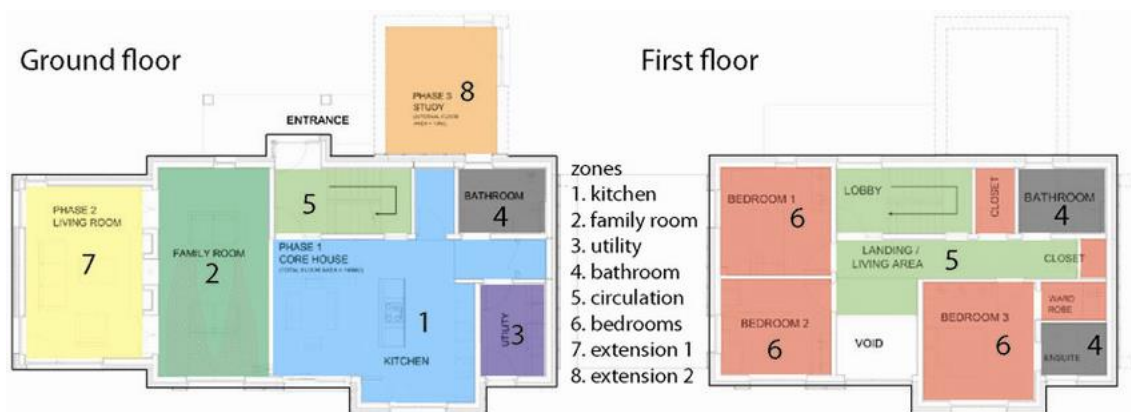 Ground floor
First floor
PHASE 3
STUDY
8
ENTRANCE
PHASE 2
LIVING ROOM
7
FAMILY ROOM
2
5
PHASE 1
CORE HOUSE
BATHROOM
4
1
KITCHEN
UTILITY
3
zones
1. kitchen
2. family room
3. utility
4. bathroom
5. circulation
6. bedrooms
7. extension 1
8. extension 2
BEDROOM 1
6
LOBBY
CLOSET
BATHROOM
4
LANDING /
LIVING AREA
5
CLOSET
BEDROOM 2
6
VOID
BEDROOM 3
6
WARD
ROBE
ENSUITE
4